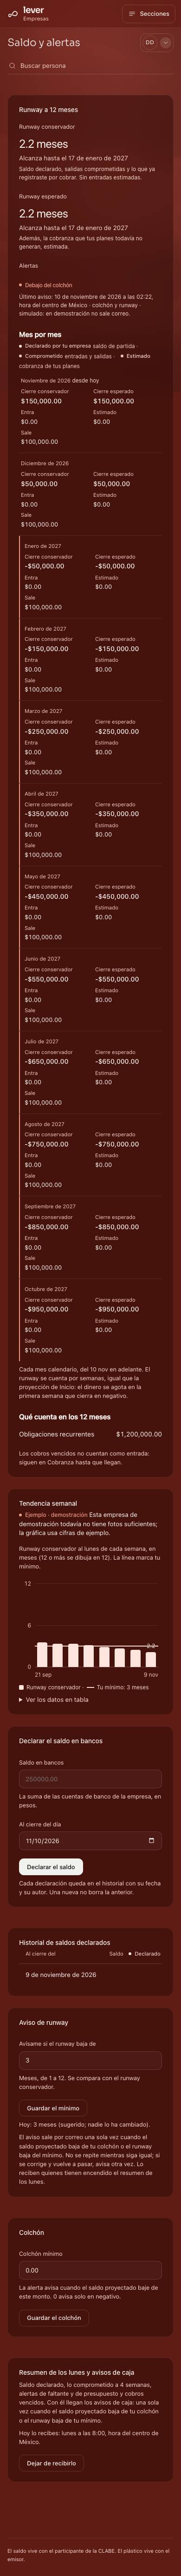 lever
Empresas
Secciones
Saldo y alertas
DD
Buscar persona
Runway a 12 meses
Runway conservador
2.2 meses
Alcanza hasta el 17 de enero de 2027
Saldo declarado, salidas comprometidas y lo que ya
registraste por cobrar. Sin entradas estimadas.
Runway esperado
2.2 meses
Alcanza hasta el 17 de enero de 2027
Además, la cobranza que tus planes todavía no
generan, estimada.
Alertas
Debajo del colchón
Último aviso: 10 de noviembre de 2026 a las 02:22,
hora del centro de México · colchón y runway ·
simulado: en demostración no sale correo.
Mes por mes
Declarado por tu empresa saldo de partida ·
Comprometido entradas y salidas · Estimado
cobranza de tus planes
Noviembre de 2026 desde hoy
Cierre conservador Cierre esperado
$150,000.00 $150,000.00
Entra Estimado
$0.00 $0.00
Sale
$100,000.00
Diciembre de 2026
Cierre conservador Cierre esperado
$50,000.00 $50,000.00
Entra Estimado
$0.00 $0.00
Sale
$100,000.00
Enero de 2027
Cierre conservador Cierre esperado
-$50,000.00 -$50,000.00
Entra Estimado
$0.00 $0.00
Sale
$100,000.00
Febrero de 2027
Cierre conservador Cierre esperado
-$150,000.00 -$150,000.00
Entra Estimado
$0.00 $0.00
Sale
$100,000.00
Marzo de 2027
Cierre conservador Cierre esperado
-$250,000.00 -$250,000.00
Entra Estimado
$0.00 $0.00
Sale
$100,000.00
Abril de 2027
Cierre conservador Cierre esperado
-$350,000.00 -$350,000.00
Entra Estimado
$0.00 $0.00
Sale
$100,000.00
Mayo de 2027
Cierre conservador Cierre esperado
-$450,000.00 -$450,000.00
Entra Estimado
$0.00 $0.00
Sale
$100,000.00
Junio de 2027
Cierre conservador Cierre esperado
-$550,000.00 -$550,000.00
Entra Estimado
$0.00 $0.00
Sale
$100,000.00
Julio de 2027
Cierre conservador Cierre esperado
-$650,000.00 -$650,000.00
Entra Estimado
$0.00 $0.00
Sale
$100,000.00
Agosto de 2027
Cierre conservador Cierre esperado
-$750,000.00 -$750,000.00
Entra Estimado
$0.00 $0.00
Sale
$100,000.00
Septiembre de 2027
Cierre conservador Cierre esperado
-$850,000.00 -$850,000.00
Entra Estimado
$0.00 $0.00
Sale
$100,000.00
Octubre de 2027
Cierre conservador Cierre esperado
-$950,000.00 -$950,000.00
Entra Estimado
$0.00 $0.00
Sale
$100,000.00
Cada mes calendario, del 10 nov en adelante. El
runway se cuenta por semanas, igual que la
proyección de Inicio: el dinero se agota en la
primera semana que cierra en negativo.
Qué cuenta en los 12 meses
Obligaciones recurrentes $1,200,000.00
Los cobros vencidos no cuentan como entrada:
siguen en Cobranza hasta que llegan.
Tendencia semanal
Ejemplo · demostración Esta empresa de
demostración todavía no tiene fotos suficientes;
la gráfica usa cifras de ejemplo.
Runway conservador al lunes de cada semana, en
meses (12 o más se dibuja en 12). La línea marca tu
mínimo.
12
6
0
2.2
21 sep 9 nov
Runway conservador · Tu mínimo: 3 meses
Ver los datos en tabla
Declarar el saldo en bancos
Saldo en bancos
250000.00
La suma de las cuentas de banco de la empresa, en
pesos.
Al cierre del día
11/10/2026
Declarar el saldo
Cada declaración queda en el historial con su fecha
y su autor. Una nueva no borra la anterior.
Historial de saldos declarados
Al cierre del Saldo Declarado
9 de noviembre de 2026
Aviso de runway
Avísame si el runway baja de
3
Meses, de 1 a 12. Se compara con el runway
conservador.
Guardar el mínimo
Hoy: 3 meses (sugerido; nadie lo ha cambiado).
El aviso sale por correo una sola vez cuando el
saldo proyectado baja de tu colchón o el runway
baja del mínimo. No se repite mientras siga igual; si
se corrige y vuelve a pasar, avisa otra vez. Lo
reciben quienes tienen encendido el resumen de
los lunes.
Colchón
Colchón mínimo
0.00
La alerta avisa cuando el saldo proyectado baje de
este monto. 0 avisa solo en negativo.
Guardar el colchón
Resumen de los lunes y avisos de caja
Saldo declarado, lo comprometido a 4 semanas,
alertas de faltante y de presupuesto y cobros
vencidos. Con él llegan los avisos de caja: una sola
vez cuando el saldo proyectado baja de tu colchón
o el runway baja de tu mínimo.
Hoy lo recibes: lunes a las 8:00, hora del centro de
México.
Dejar de recibirlo
El saldo vive con el participante de la CLABE. El plástico vive con el
emisor.